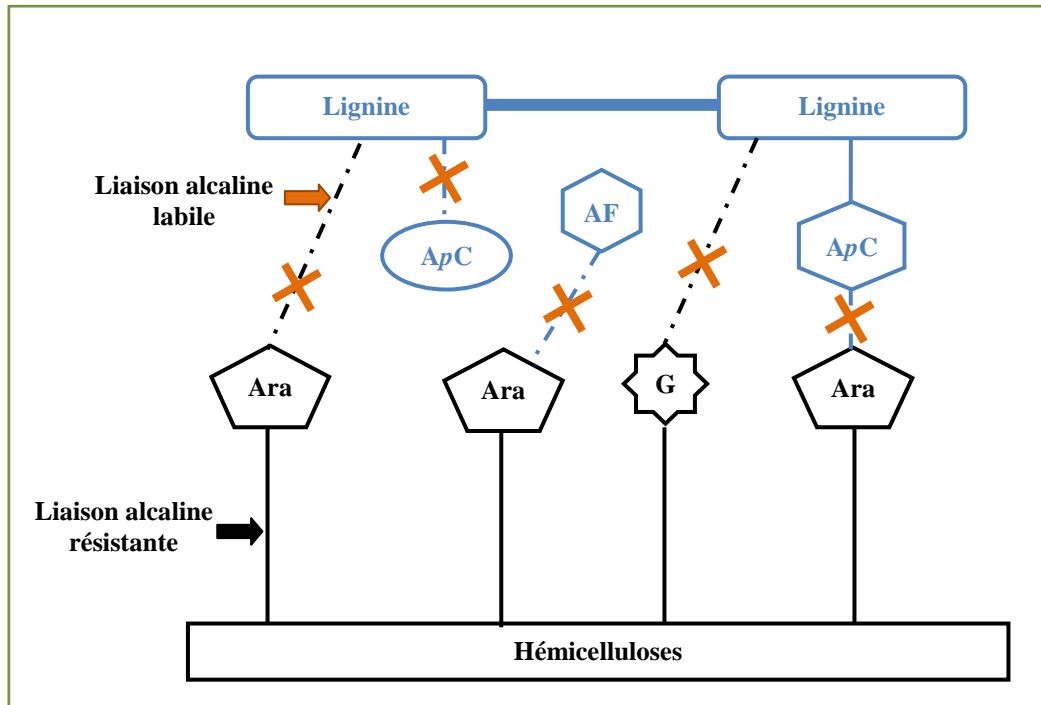 Lignine
Lignine
Liaison alcaline
labile
ApC
AF
ApC
Ara
Ara
G
Ara
Liaison alcaline
résistante
Hémicelluloses